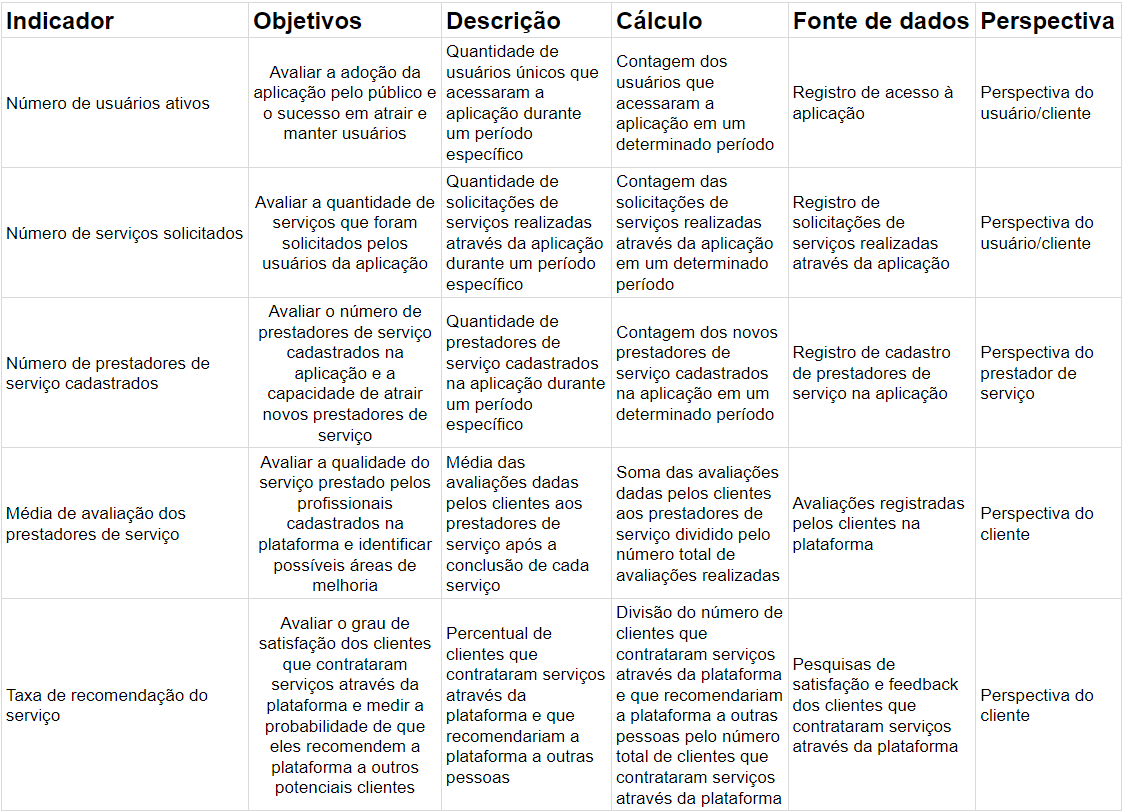 Indicador
Objetivos
Descrição
Cálculo
Fonte de dados
Perspectiva
Número de usuários ativos
Avaliar a adoção da
aplicação pelo público e
o sucesso em atrair e
manter usuários
Quantidade de
usuários únicos que
acessaram a
aplicação durante
um período
específico
Contagem dos
usuários que
acessaram a
aplicação em um
determinado período
Registro de acesso à
aplicação
Perspectiva do
usuário/cliente
Número de serviços solicitados
Avaliar a quantidade de
serviços que foram
solicitados pelos
usuários da aplicação
Quantidade de
solicitações de
serviços realizadas
através da aplicação
durante um período
específico
Contagem das
solicitações de
serviços realizadas
através da aplicação
em um determinado
período
Registro de
solicitações de
serviços realizadas
através da aplicação
Perspectiva do
usuário/cliente
Número de prestadores de
serviço cadastrados
Avaliar o número de
prestadores de serviço
cadastrados na
aplicação e a
capacidade de atrair
novos prestadores de
serviço
Quantidade de
prestadores de
serviço cadastrados
na aplicação durante
um período
específico
Contagem dos novos
prestadores de
serviço cadastrados
na aplicação em um
determinado período
Registro de cadastro
de prestadores de
serviço na aplicação
Perspectiva do
prestador de
serviço
Média de avaliação dos
prestadores de serviço
Avaliar a qualidade do
serviço prestado pelos
profissionais
cadastrados na
plataforma e identificar
possíveis áreas de
melhoria
Média das
avaliações dadas
pelos clientes aos
prestadores de
serviço após a
conclusão de cada
serviço
Soma das avaliações
dadas pelos clientes
aos prestadores de
serviço dividido pelo
número total de
avaliações realizadas
Avaliações registradas
pelos clientes na
plataforma
Perspectiva do
cliente
Taxa de recomendação do
serviço
Avaliar o grau de
satisfação dos clientes
que contrataram
serviços através da
plataforma e medir a
probabilidade de que
eles recomendem a
plataforma a outros
potenciais clientes
Percentual de
clientes que
contrataram serviços
através da
plataforma e que
recomendariam a
plataforma a outras
pessoas
Divisão do número de
clientes que
contrataram serviços
através da plataforma
e que recomendariam
a plataforma a outras
pessoas pelo número
total de clientes que
contrataram serviços
através da plataforma
Pesquisas de
satisfação e feedback
dos clientes que
contrataram serviços
através da plataforma
Perspectiva do
cliente